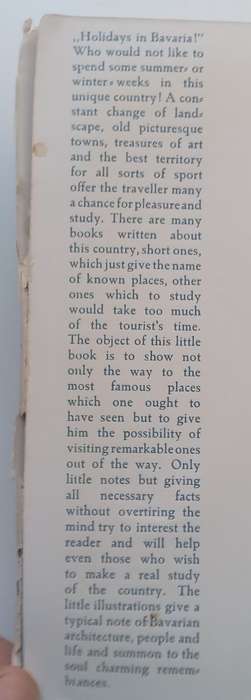 „Holidays in Bavaria!"
Who would not like to
spend some summer= or
winter= weeks in this
unique country! A con=
stant change of land=
scape, old picturesque
towns, treasures of art
and the best territory
for all sorts of sport
offer the traveller many
a chance for pleasure and
study. There are many
books written about
this country, short ones,
which just give the name
of known places, other
ones which to study
would take too much
of the tourist's time.
The object of this little
book is to show not
only the way to the
most famous places
which one ought to
have seen but to give
him the possibility of
visiting remarkable ones
out of the way. Only
little notes but giving
all necessary facts
without overtiring the
mind try to interest the
reader and will help
even those who wish
to make a real study
of the country. The
little illustrations give a
typical note of Bavarian
architecture, people and
life and summon to the
soul charming remem=
brances.